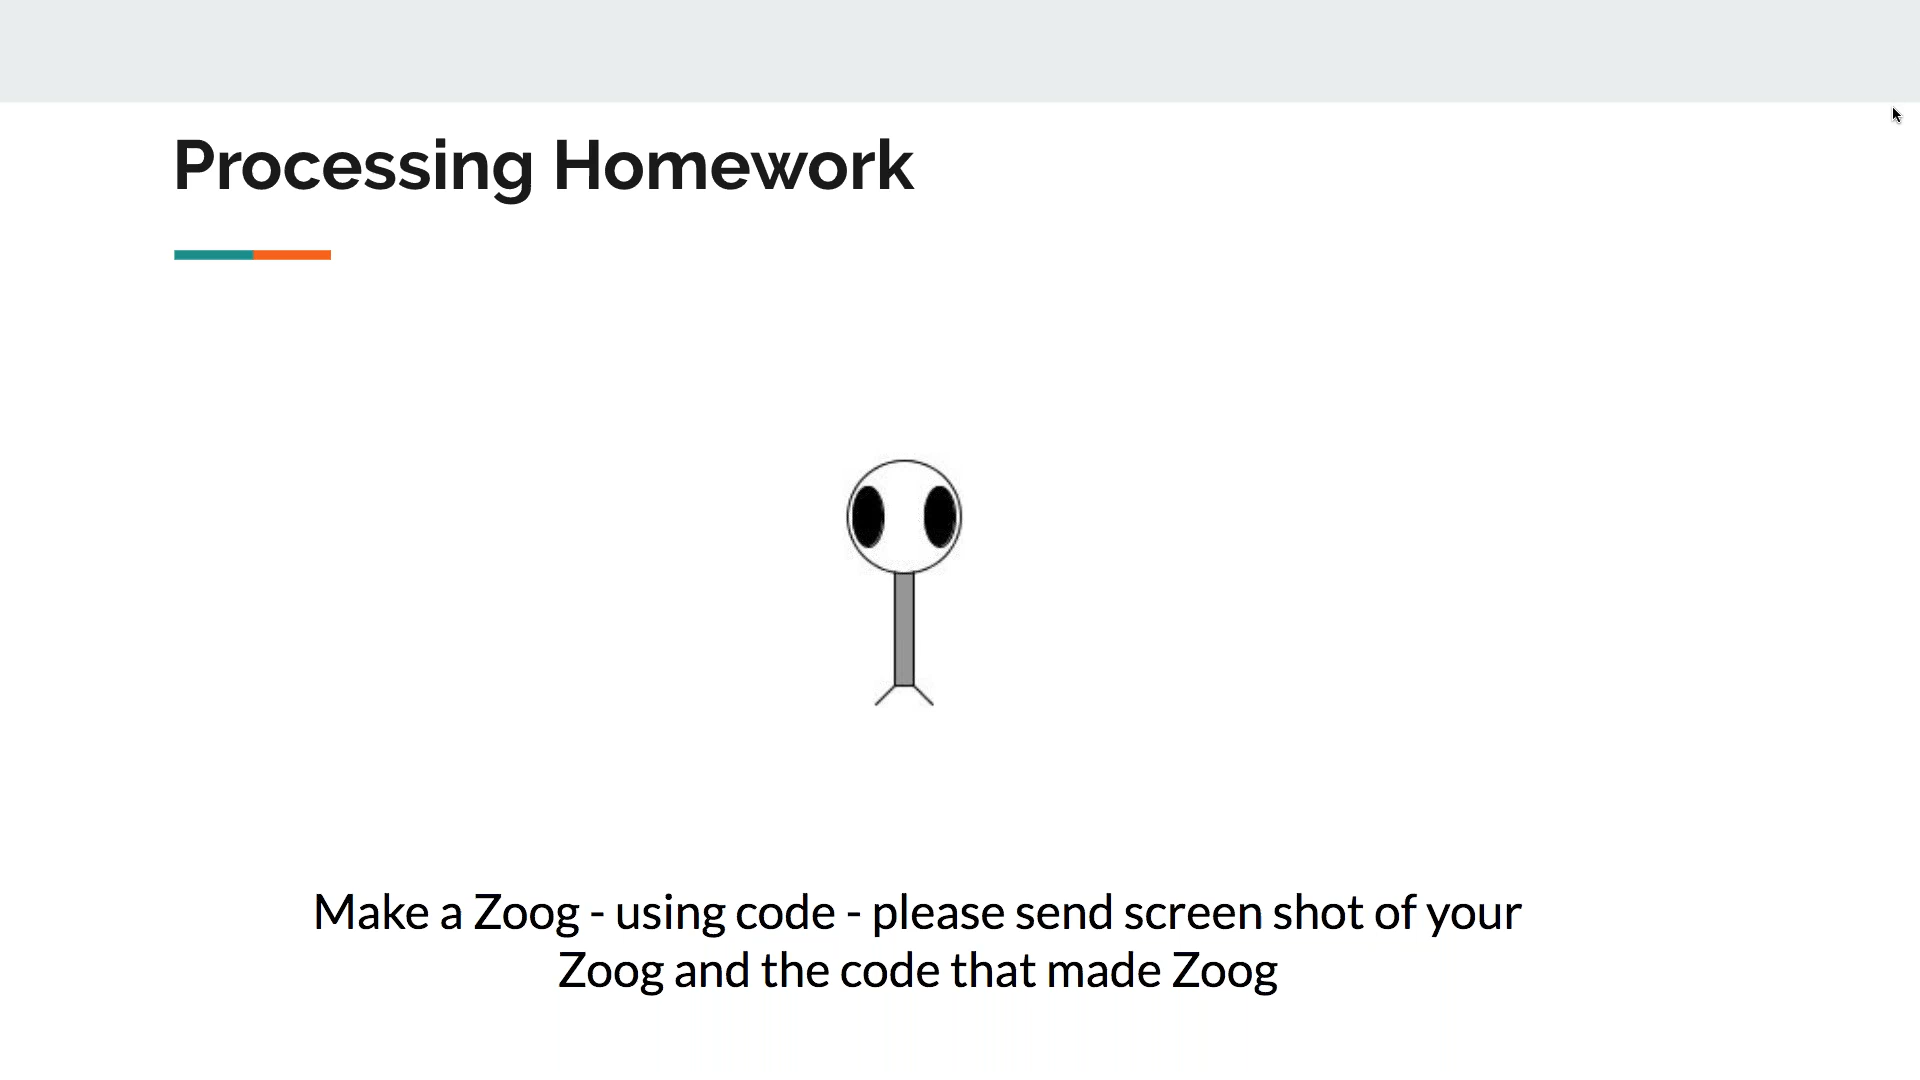 Processing Homework
Make a Zoog - using code - please send screen shot of your
Zoog and the code that made Zoog